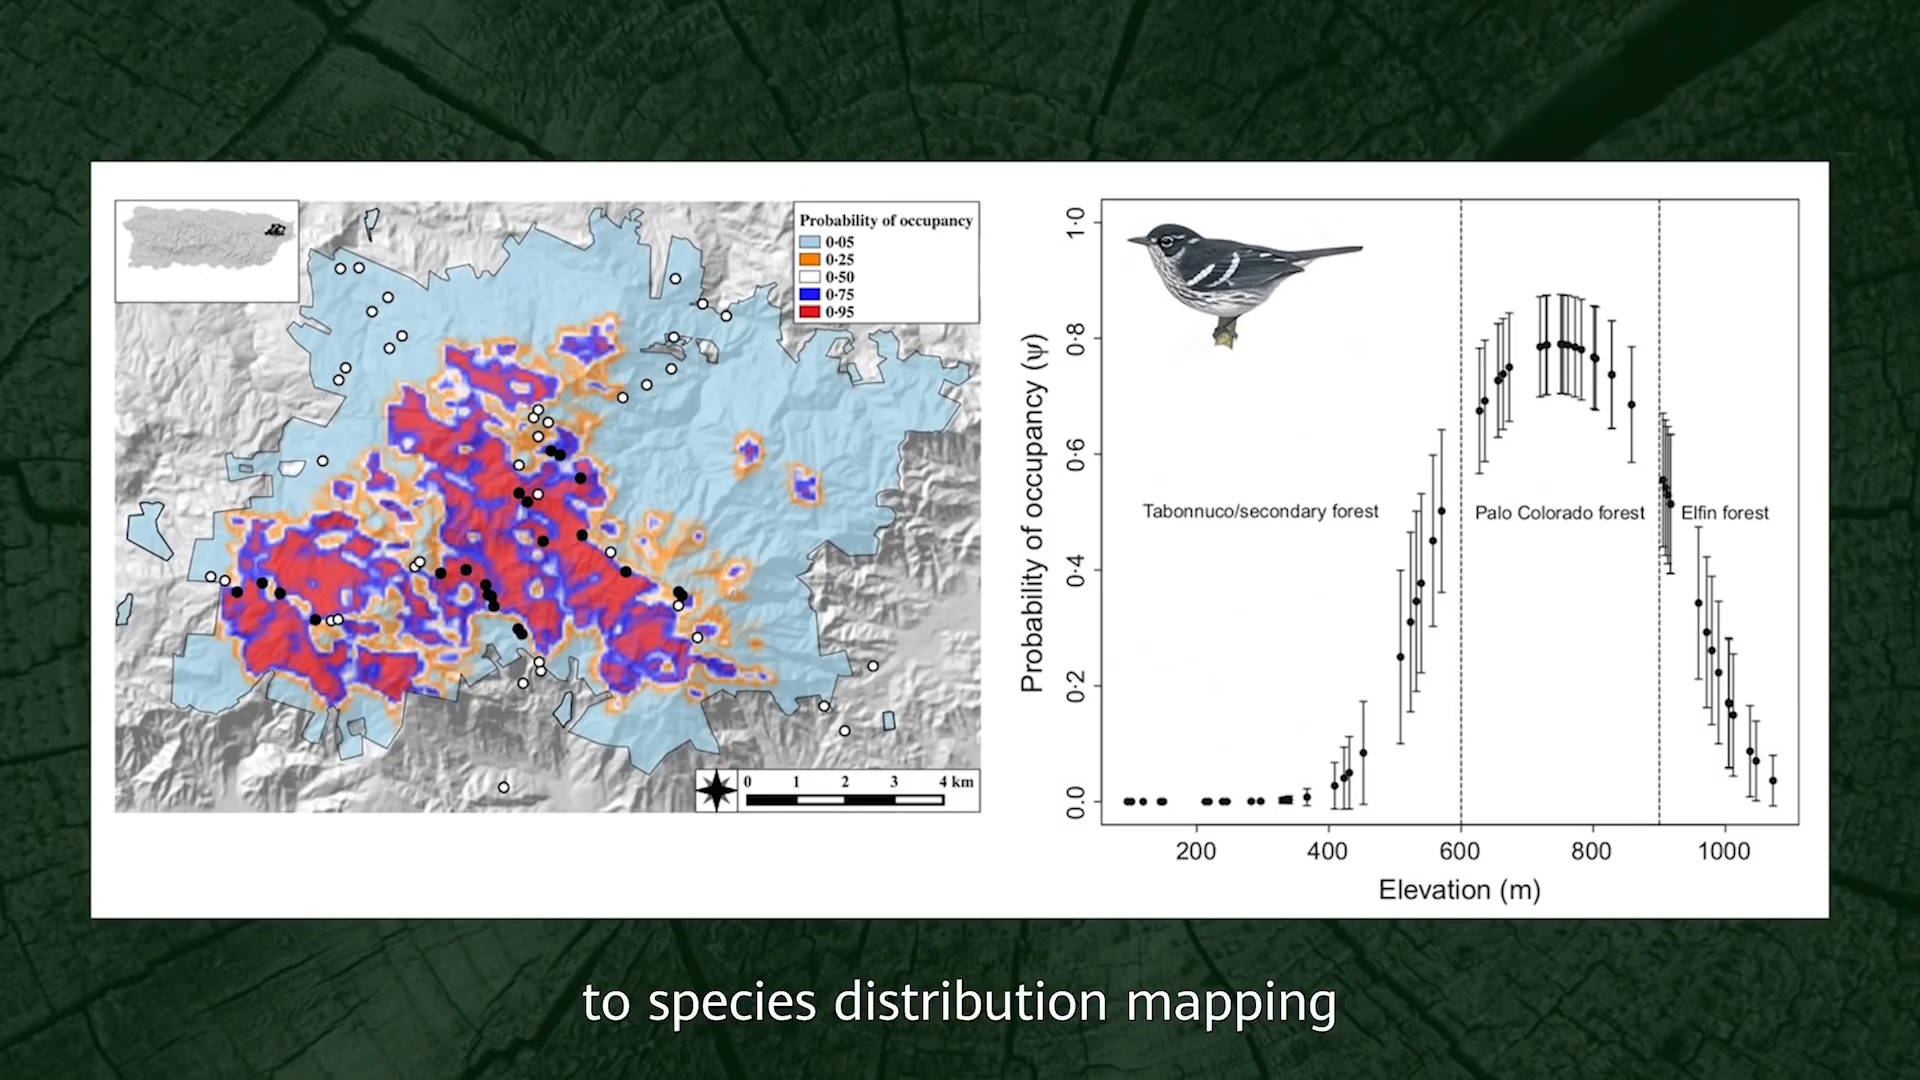 Probability of occupancy
0·05
0·25
0·50
0·75
0·95
0 1 2 3 4 km
Probability of occupancy (ψ)
1·0
0·8
0·6
0·4
0·2
0·0
Tabonnuco/secondary forest
Palo Colorado forest
Elfin forest
200 400 600 800 1000
Elevation (m)
to species distribution mapping